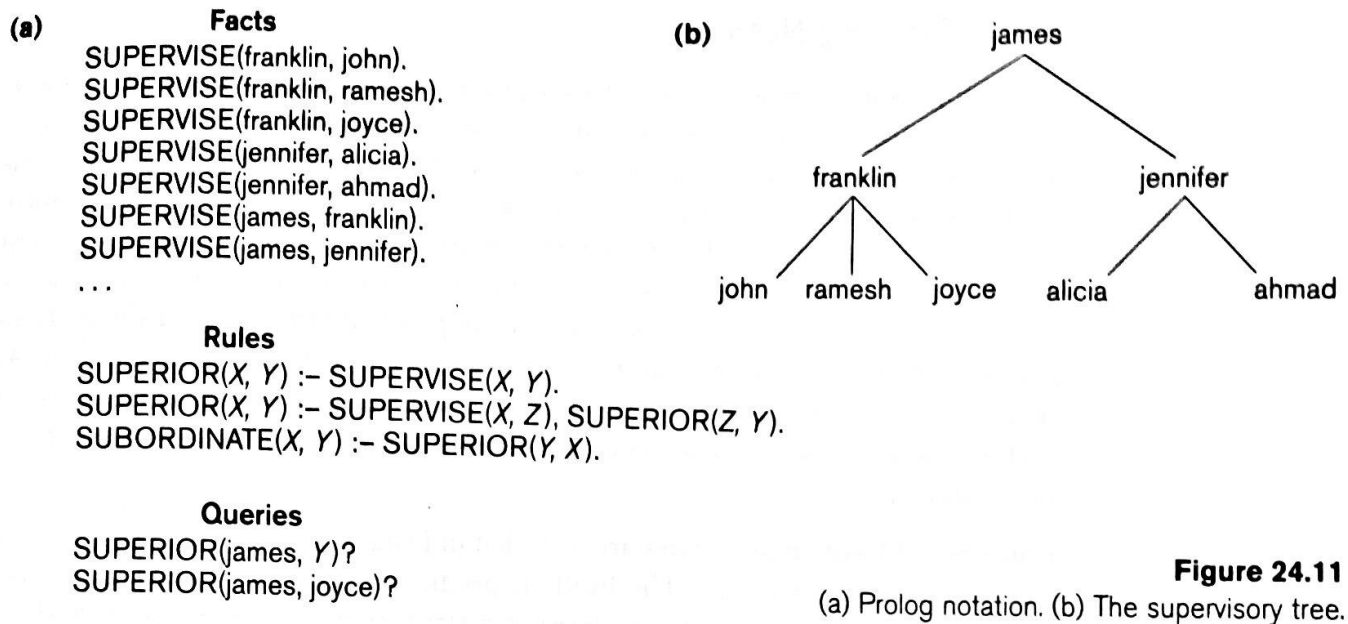 (a)
Facts
SUPERVISE(franklin, john).
SUPERVISE(franklin, ramesh).
SUPERVISE(franklin, joyce).
SUPERVISE(jennifer, alicia).
SUPERVISE(jennifer, ahmad).
SUPERVISE(james, franklin).
SUPERVISE(james, jennifer).
...
Rules
SUPERIOR(X, Y) :– SUPERVISE(X, Y).
SUPERIOR(X, Y) :– SUPERVISE(X, Z), SUPERIOR(Z, Y).
SUBORDINATE(X, Y) :– SUPERIOR(Y, X).
Queries
SUPERIOR(james, Y)?
SUPERIOR(james, joyce)?
(b)
james
franklin jennifer
john ramesh joyce alicia ahmad
Figure 24.11
(a) Prolog notation. (b) The supervisory tree.